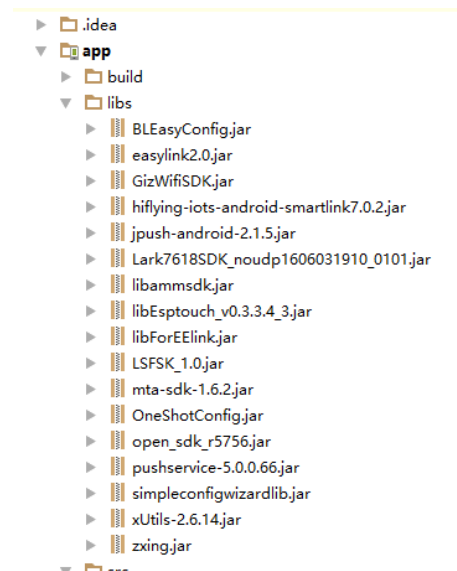 .idea
app
build
libs
BLEasyConfig.jar
easylink2.0.jar
GizWifiSDK.jar
hiflying-iots-android-smartlink7.0.2.jar
jpush-android-2.1.5.jar
Lark7618SDK_noudp1606031910_0101.jar
libammsdk.jar
libEsptouch_v0.3.3.4_3.jar
libForEElink.jar
LSFSK_1.0.jar
mta-sdk-1.6.2.jar
OneShotConfig.jar
open_sdk_r5756.jar
pushservice-5.0.0.66.jar
simpleconfigwizardlib.jar
xUtils-2.6.14.jar
zxing.jar